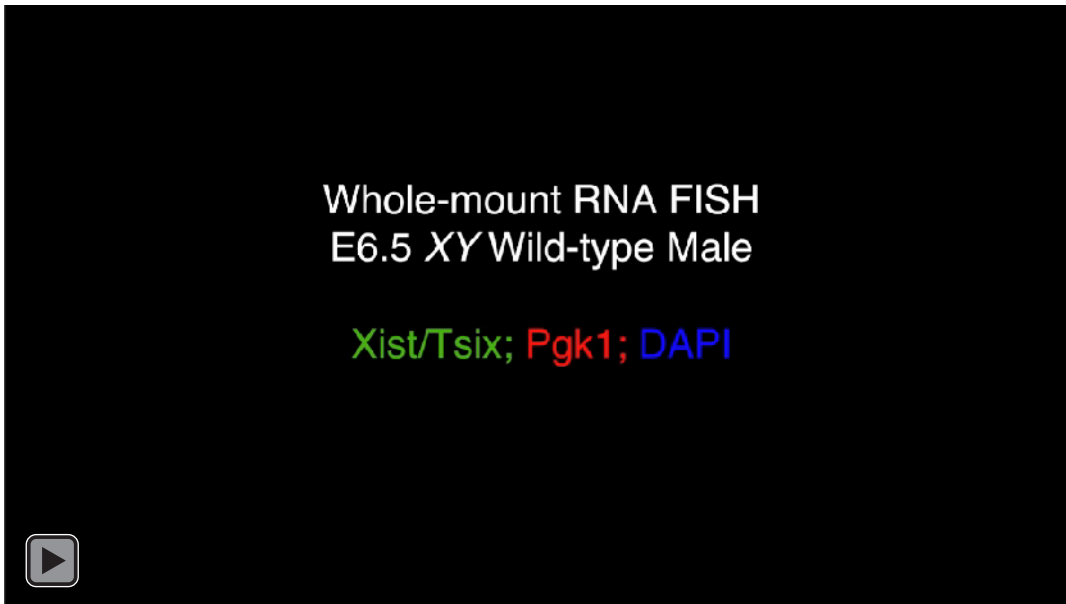 Whole-mount RNA FISH
E6.5 XY Wild-type Male
Xist/Tsix; Pgk1; DAPI